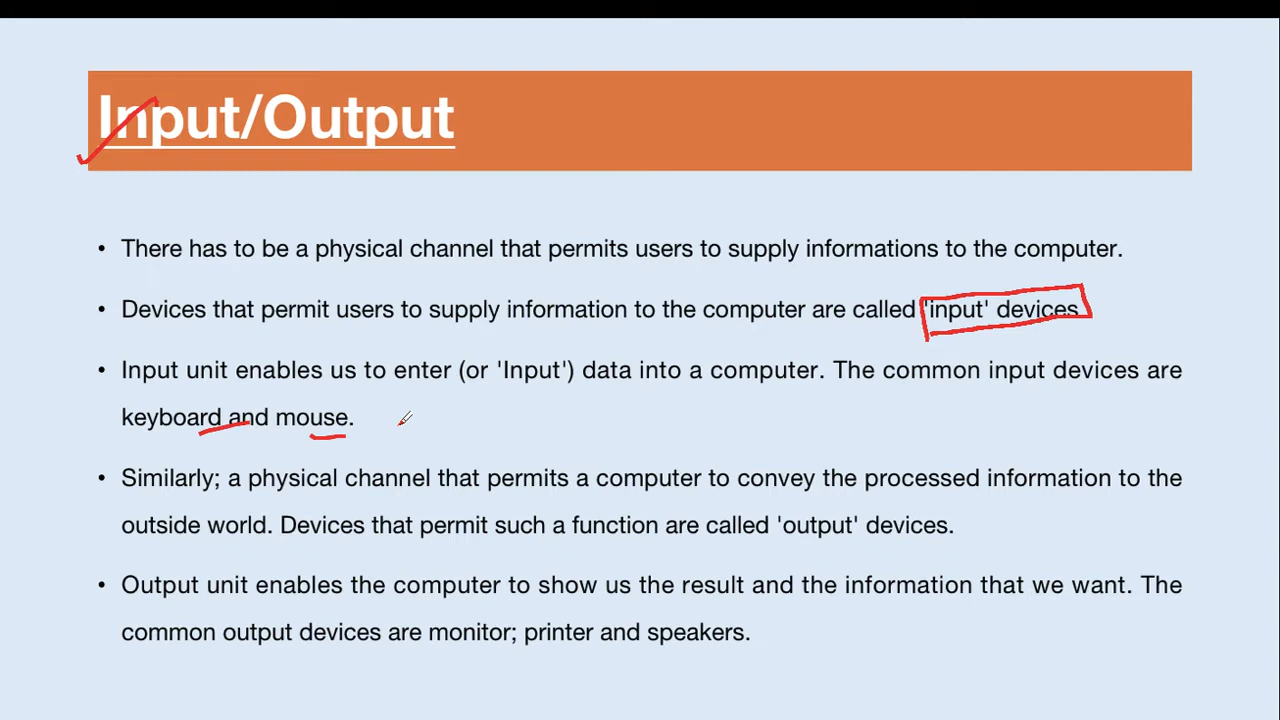 Input/Output
• There has to be a physical channel that permits users to supply informations to the computer.
• Devices that permit users to supply information to the computer are called 'input' devices.
• Input unit enables us to enter (or 'Input') data into a computer. The common input devices are
keyboard and mouse.
• Similarly; a physical channel that permits a computer to convey the processed information to the
outside world. Devices that permit such a function are called 'output' devices.
• Output unit enables the computer to show us the result and the information that we want. The
common output devices are monitor; printer and speakers.